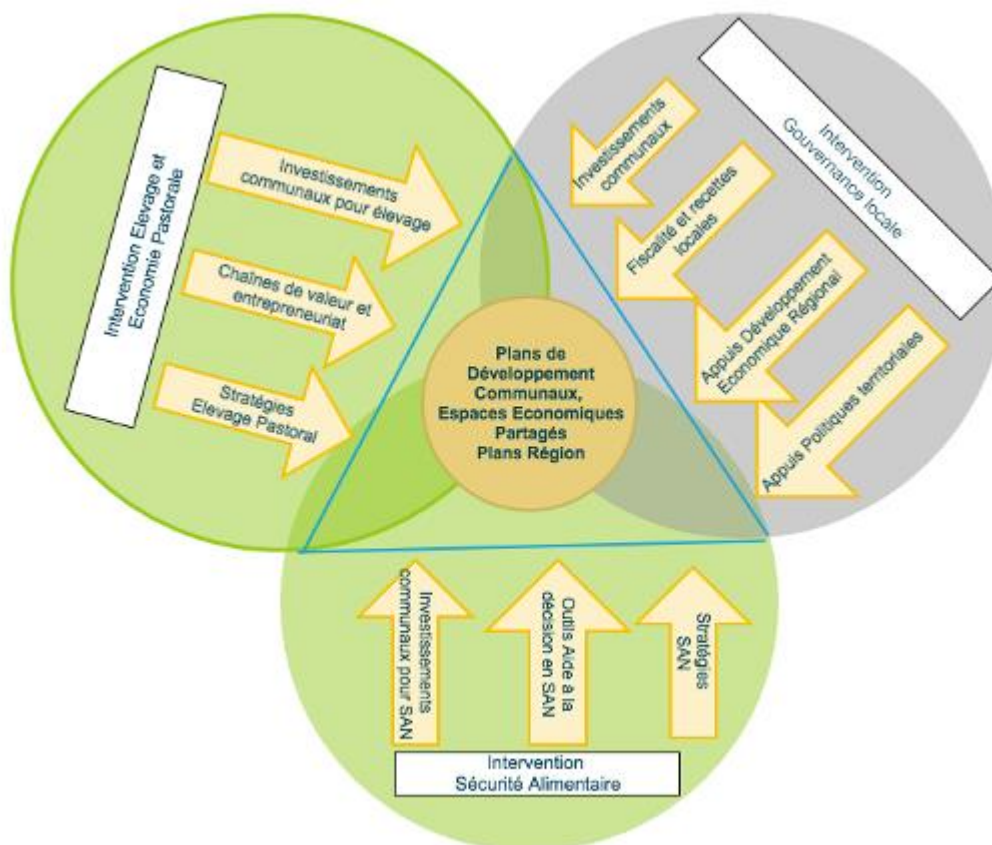 Intervention Elevage et
Economie Pastorale
Investissements
communaux pour élevage
Chaînes de valeur et
entrepreneuriat
Stratégies
Elevage Pastoral
Intervention
Gouvernance locale
Investissements
communaux
Fiscalité et recettes
locales
Appuis Développement
Economique Régional
Appuis Politiques territoriales
Plans de
Développement
Communaux,
Espaces Economiques
Partagés
Plans Région
Investissements
communaux pour SAN
Outils Aide à la
décision en SAN
Stratégies
SAN
Intervention
Sécurité Alimentaire